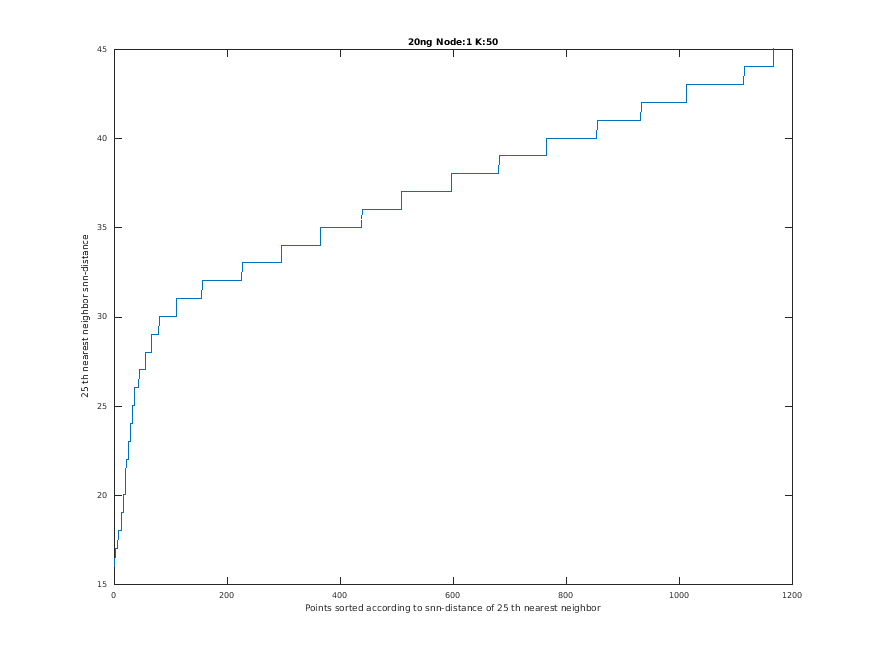 20ng Node:1 K:50
45
40
35
30
25
20
15
25 th nearest neighbor snn-distance
0 200 400 600 800 1000 1200
Points sorted according to snn-distance of 25 th nearest neighbor